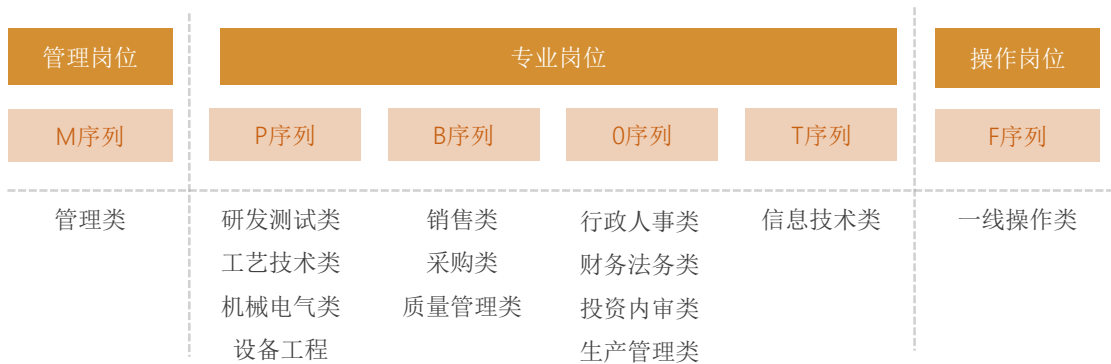 管理岗位 专业岗位 操作岗位
M序列 P序列 B序列 0序列 T序列 F序列
管理类 研发测试类 销售类 行政人事类 信息技术类 一线操作类
工艺技术类 采购类 财务法务类
机械电气类 质量管理类 投资内审类
设备工程 生产管理类